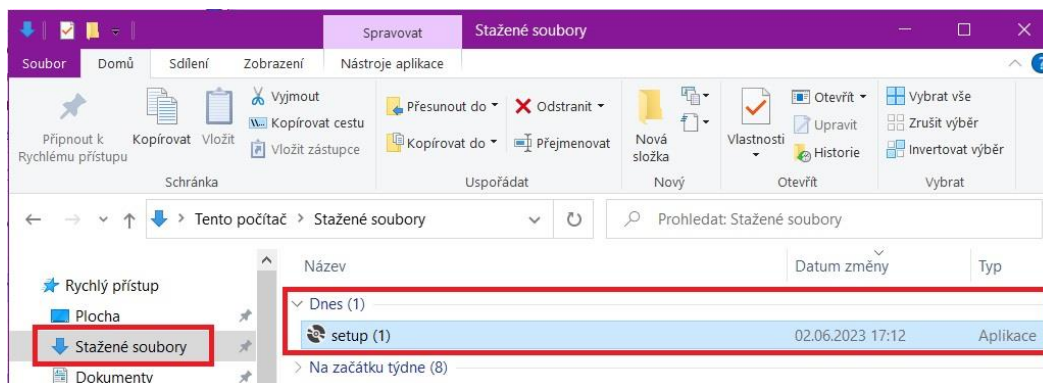 Spravovat Stažené soubory
Soubor Domů Sdílení Zobrazení Nástroje aplikace
Připnout k
Rychlému přístupu
Kopírovat
Vložit
Vyjmout
Kopírovat cestu
Vložit zástupce
Schránka
Přesunout do
Kopírovat do
Odstranit
Přejmenovat
Uspořádat
Nová
složka
Nový
Vlastnosti
Otevřít
Upravit
Historie
Otevřít
Vybrat vše
Zrušit výběr
Invertovat výběr
Vybrat
Tento počítač > Stažené soubory
Prohledat: Stažené soubory
Rychlý přístup
Plocha
Stažené soubory
Dokumenty
Název Datum změny Typ
Dnes (1)
setup (1) 02.06.2023 17:12 Aplikace
Na začátku týdne (8)